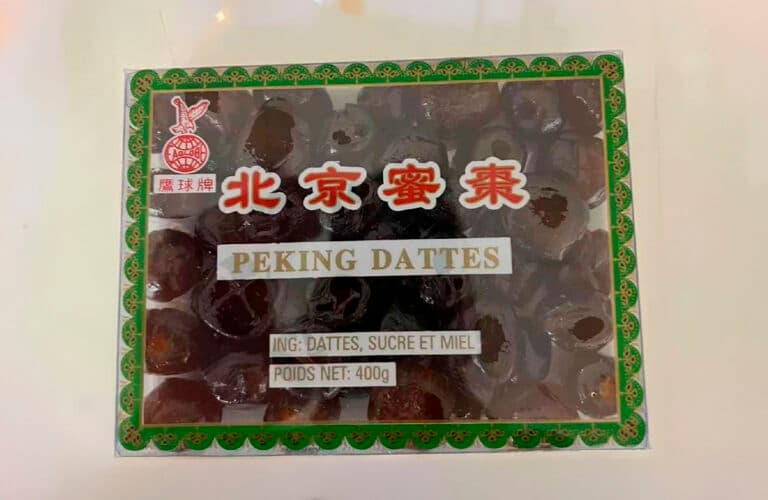 鷹球牌
北京蜜棗
PEKING DATTES
ING: DATTES, SUCRE ET MIEL
POIDS NET: 400g